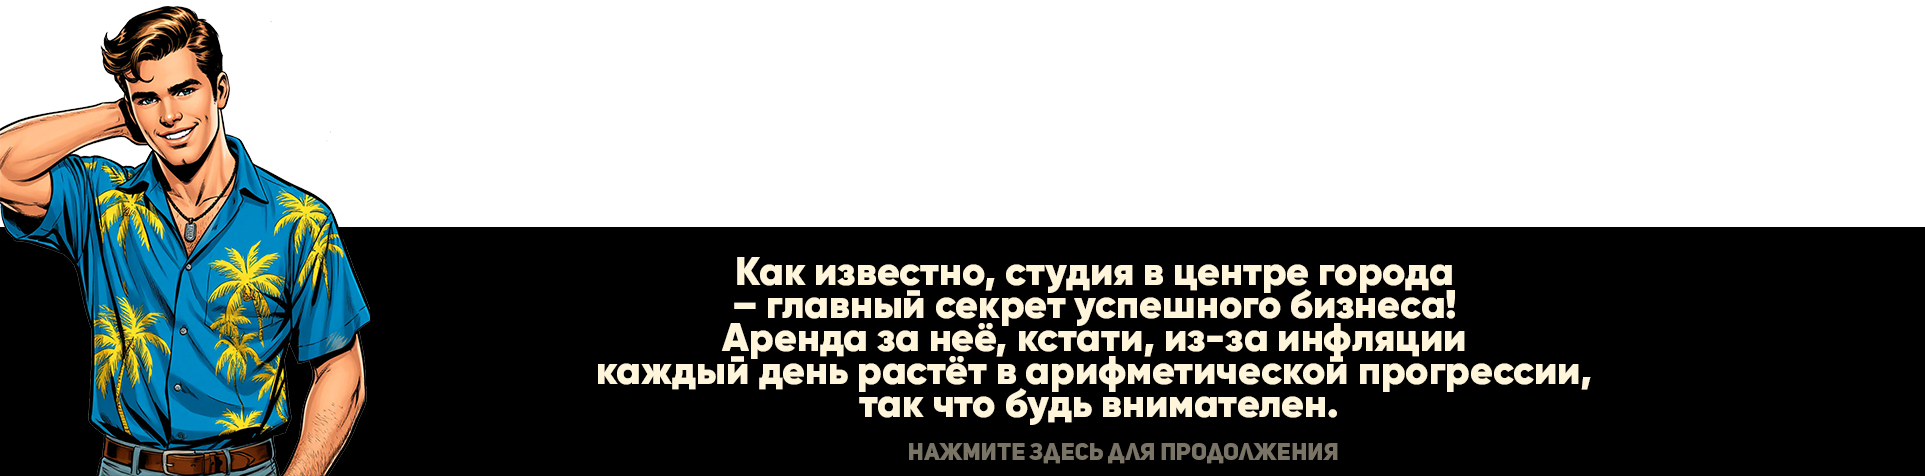 Как известно, студия в центре города
– главный секрет успешного бизнеса!
Аренда за неё, кстати, из-за инфляции
каждый день растёт в арифметической прогрессии,
так что будь внимателен.
НАЖМИТЕ ЗДЕСЬ ДЛЯ ПРОДОЛЖЕНИЯ